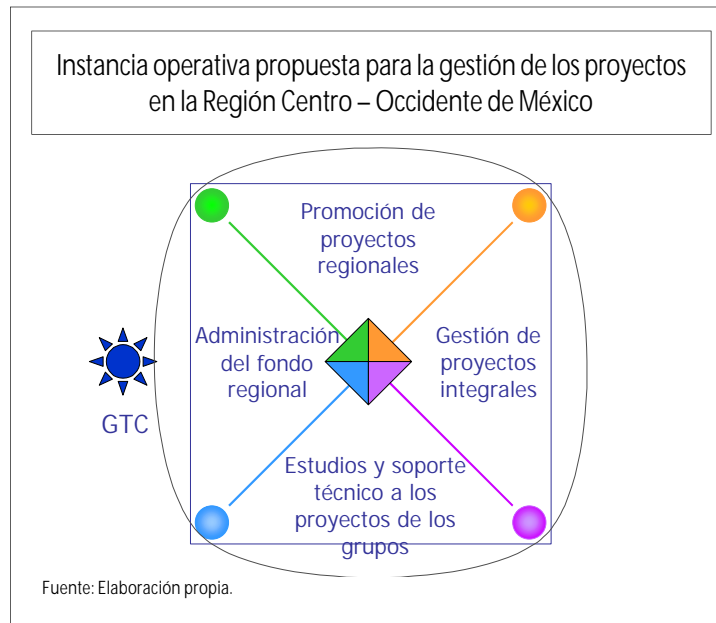 Instancia operativa propuesta para la gestión de los proyectos
en la Región Centro – Occidente de México
Promoción de
proyectos
regionales
Administración
del fondo
regional
Gestión de
proyectos
integrales
GTC
Estudios y soporte
técnico a los
proyectos de los
grupos
Fuente: Elaboración propia.